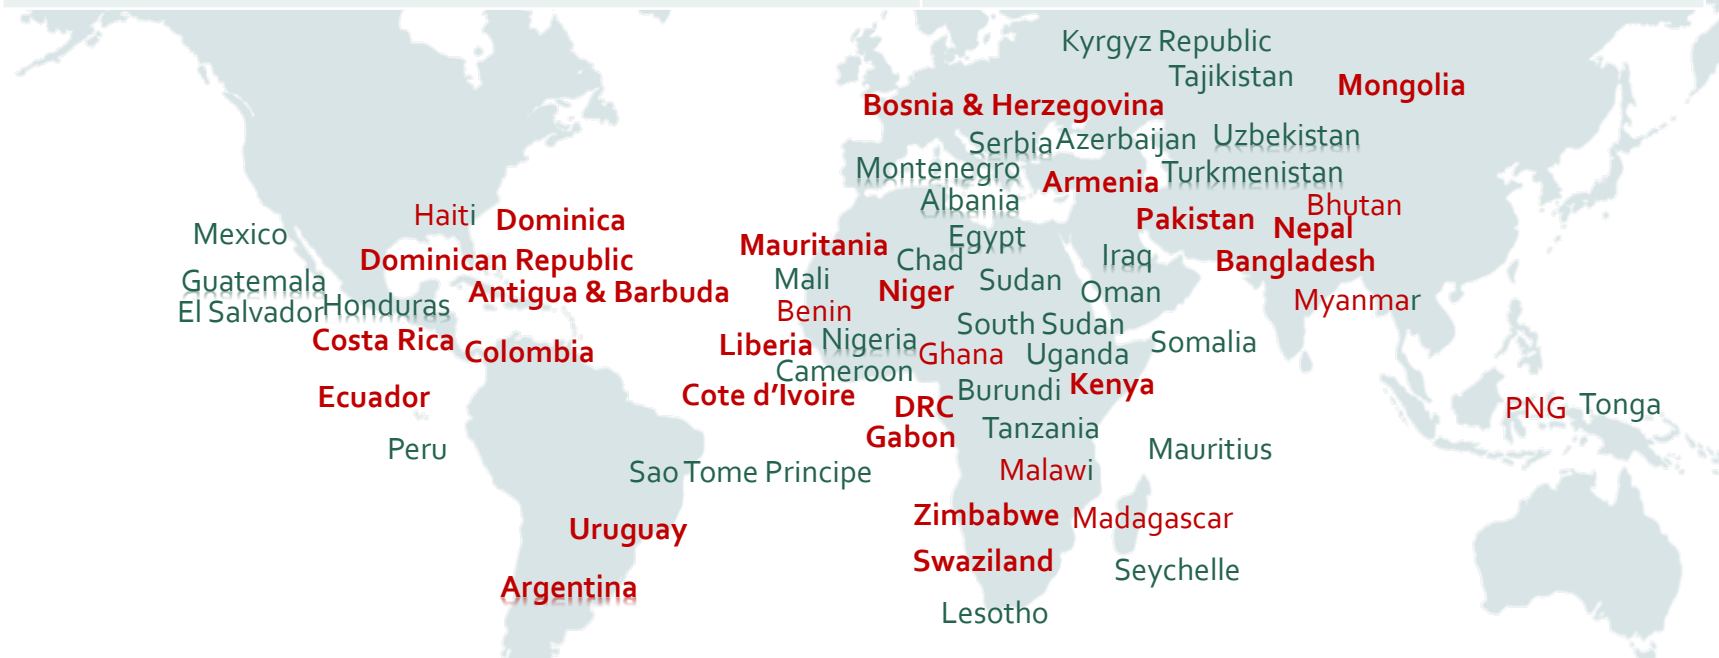 Kyrgyz Republic
Tajikistan
Mongolia
Bosnia & Herzegovina
Serbia
Azerbaijan
Uzbekistan
Montenegro
Armenia
Turkmenistan
Albania
Haiti
Dominica
Mexico
Pakistan
Bhutan
Nepal
Mauritania
Egypt
Dominican Republic
Chad
Iraq
Bangladesh
Guatemala
Antigua & Barbuda
Mali
Niger
Sudan
Oman
Myanmar
El Salvador
Honduras
Benin
South Sudan
Costa Rica
Colombia
Liberia
Nigeria
Ghana
Uganda
Somalia
Cameroon
Ecuador
Cote d’Ivoire
DRC
Burundi
Kenya
PNG
Tonga
Gabon
Tanzania
Peru
Mauritius
Sao Tome Principe
Malawi
Uruguay
Zimbabwe
Madagascar
Swaziland
Seychelle
Argentina
Lesotho